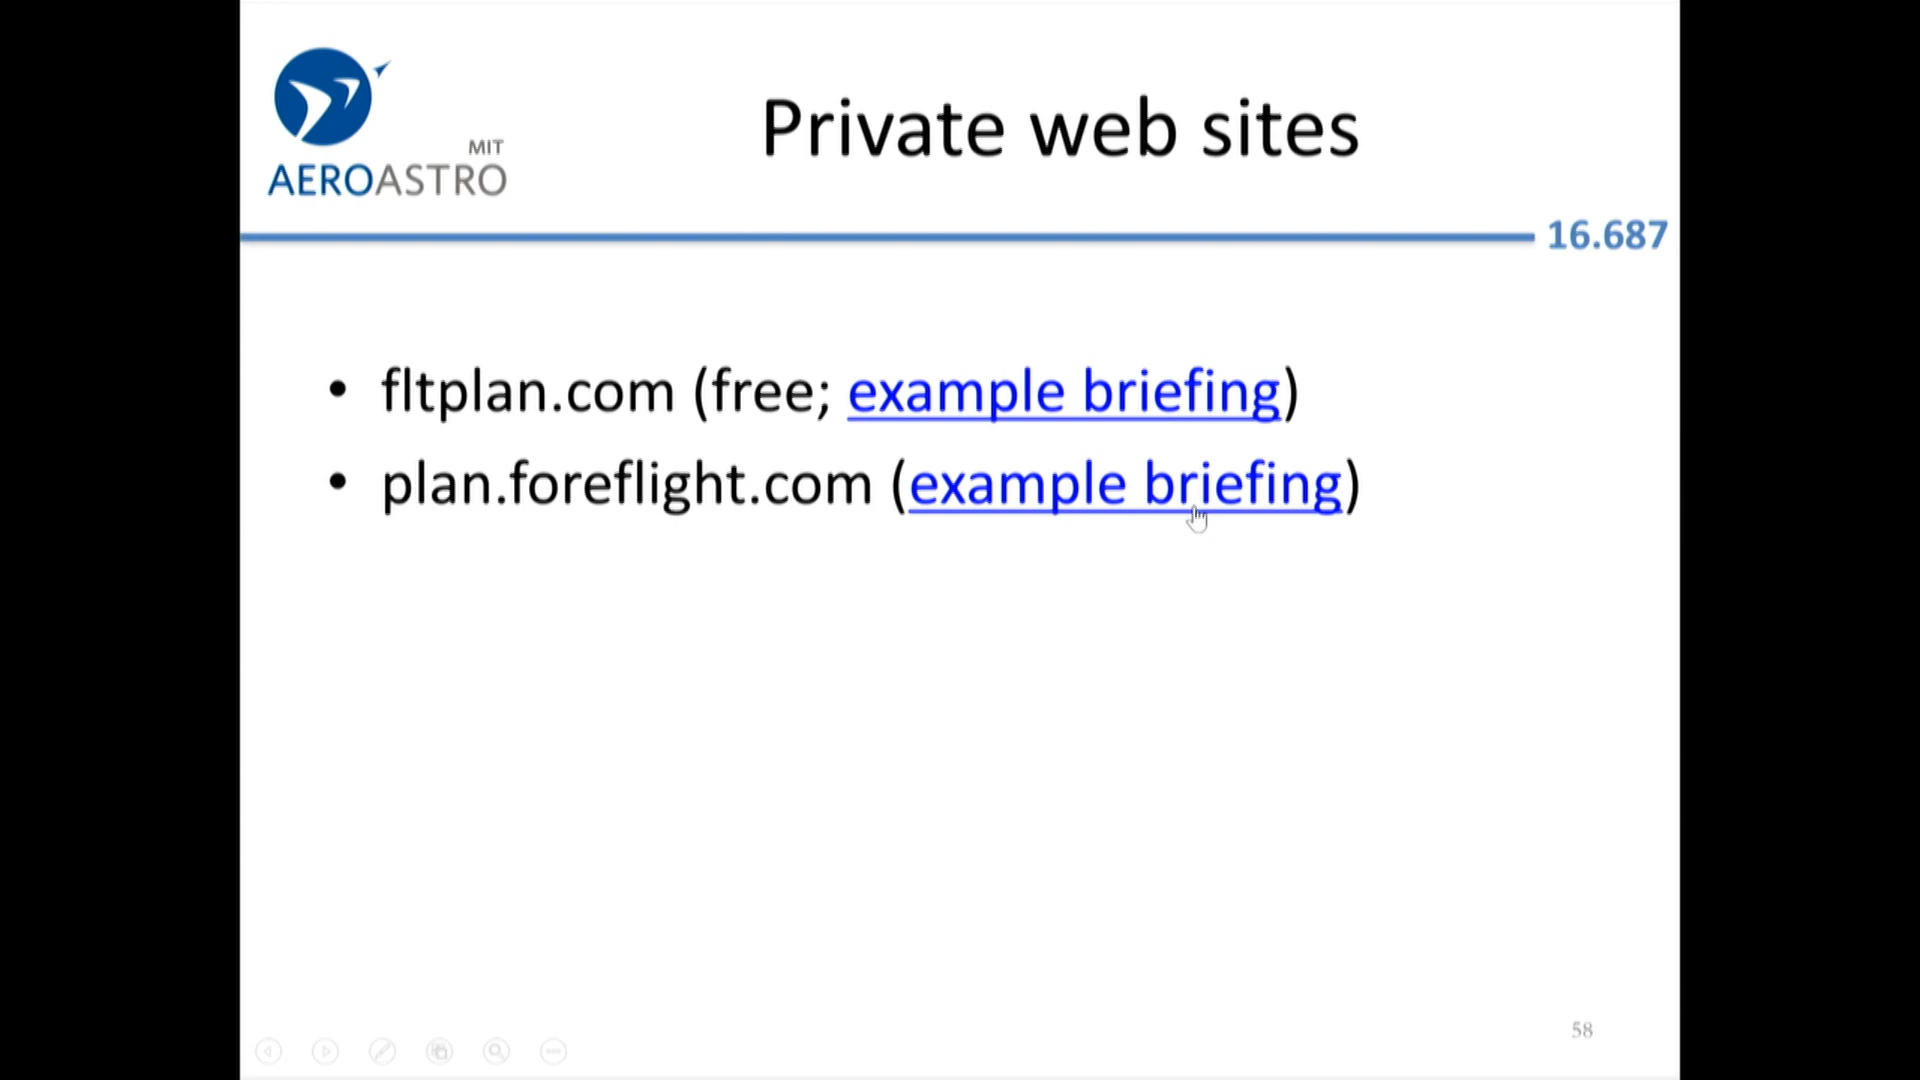 MIT
AEROASTRO
Private web sites
16.687
• fltplan.com (free; example briefing)
• plan.foreflight.com (example briefing)
58